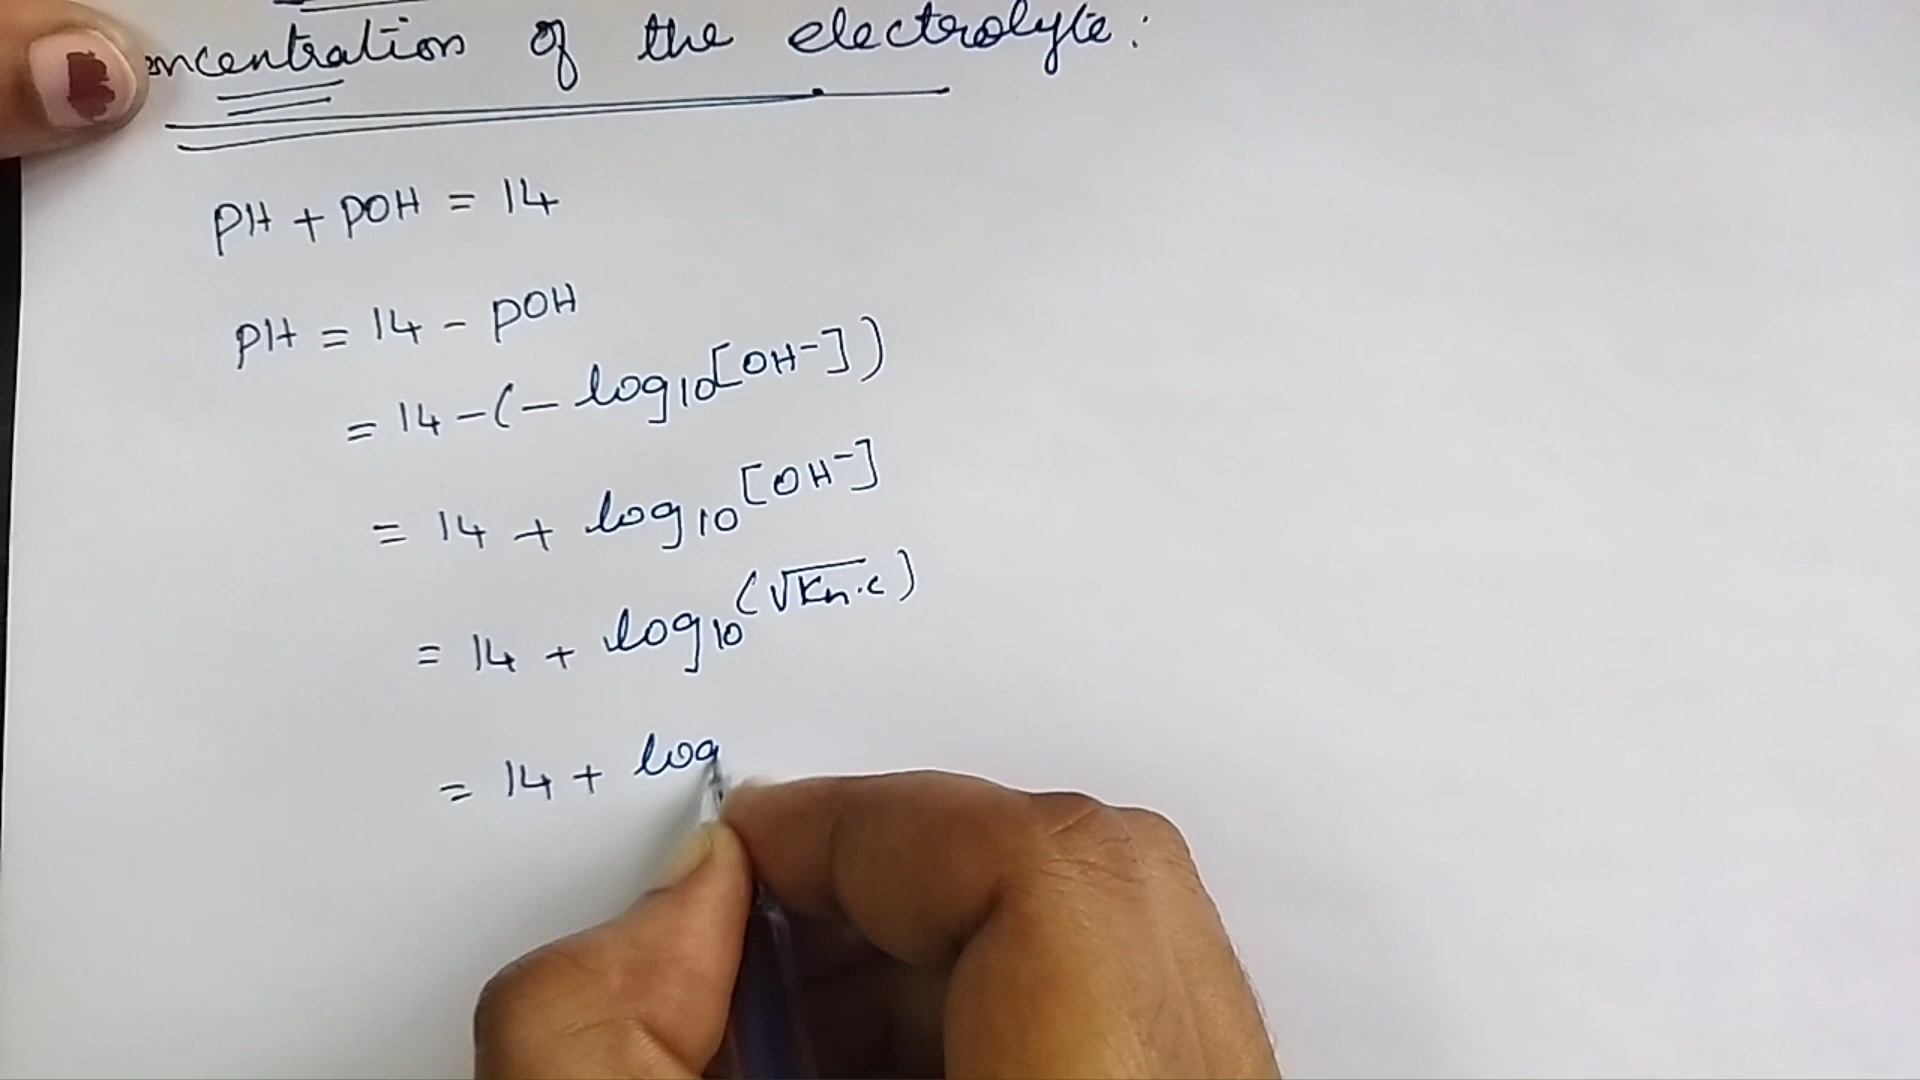 oncentration of the electrolyte:
PH + POH = 14
PH = 14 - POH
= 14 - (- log10[OH-])
= 14 + log10[OH-]
= 14 + log10(√Kh.c)
= 14 + log